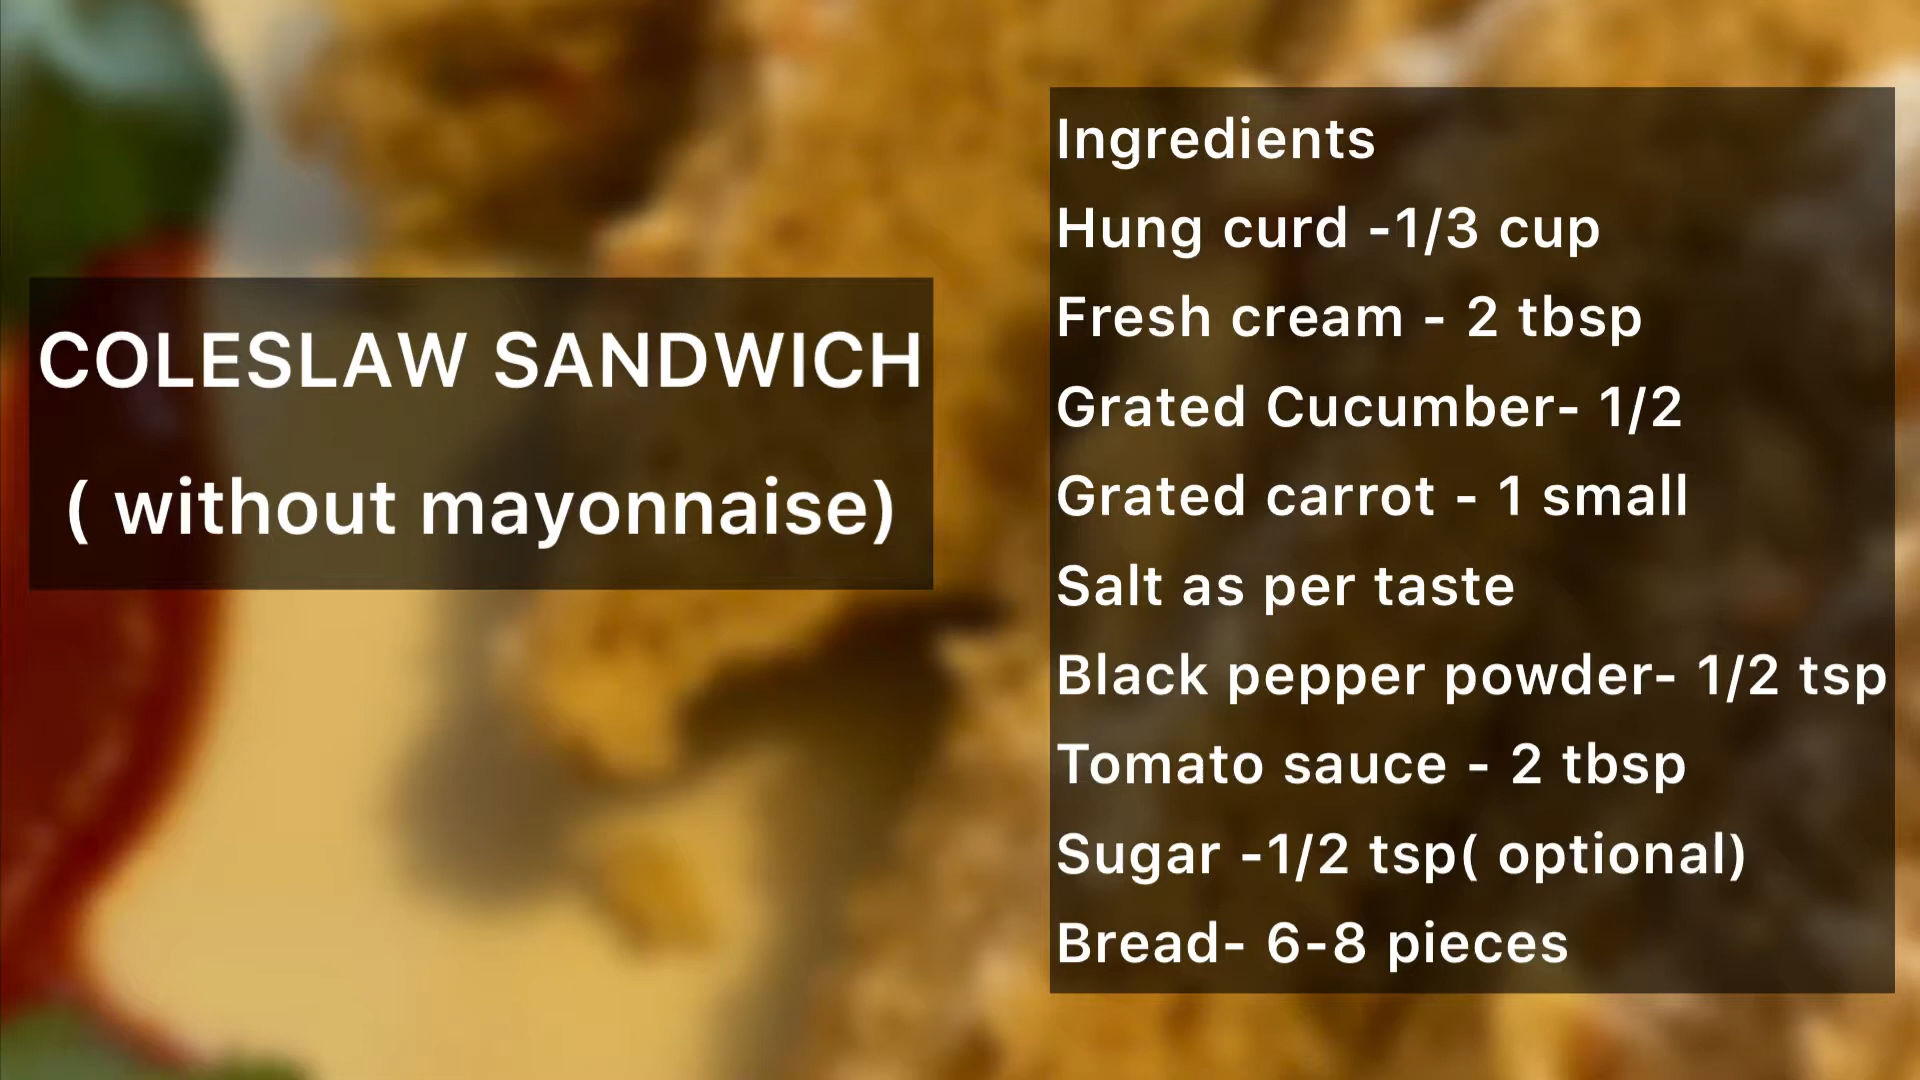 COLESLAW SANDWICH
( without mayonnaise)
Ingredients
Hung curd -1/3 cup
Fresh cream - 2 tbsp
Grated Cucumber- 1/2
Grated carrot - 1 small
Salt as per taste
Black pepper powder- 1/2 tsp
Tomato sauce - 2 tbsp
Sugar -1/2 tsp( optional)
Bread- 6-8 pieces